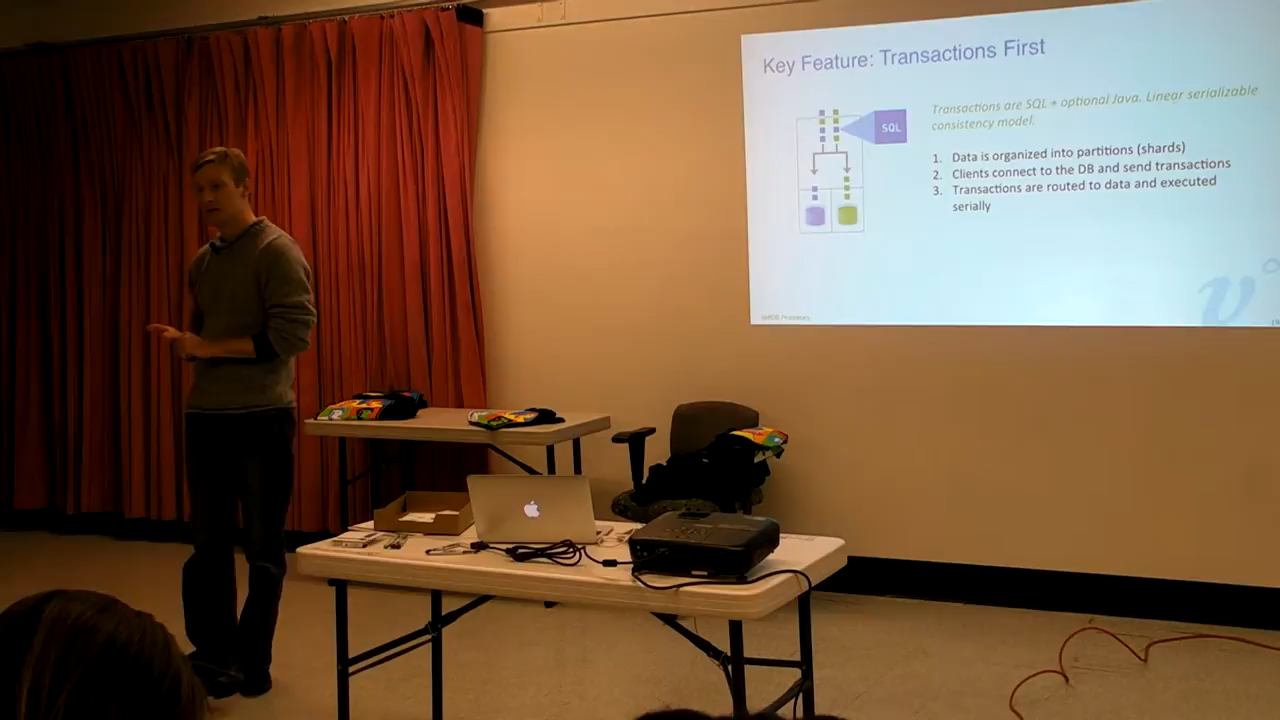 Key Feature: Transactions First
Transactions are SQL + optional Java. Linear serializable
consistency model.
SQL
1. Data is organized into partitions (shards)
2. Clients connect to the DB and send transactions
3. Transactions are routed to data and executed
serially
VoltDB Proprietary